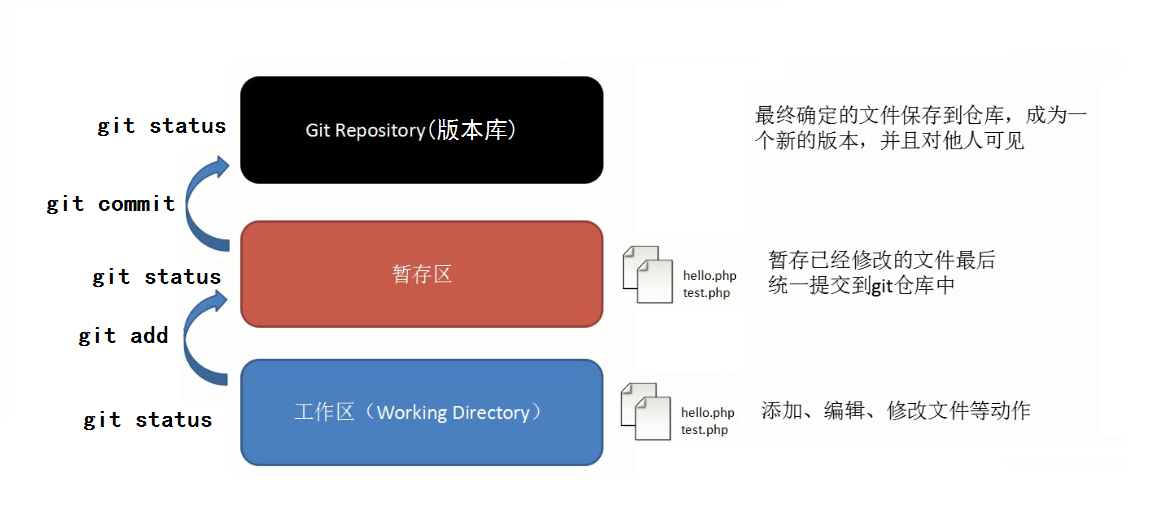 git status
Git Repository(版本库)
最终确定的文件保存到仓库，成为一
个新的版本，并且对他人可见
git commit
git status
暂存区
hello.php
test.php
暂存已经修改的文件最后
统一提交到git仓库中
git add
git status
工作区（Working Directory）
hello.php
test.php
添加、编辑、修改文件等动作